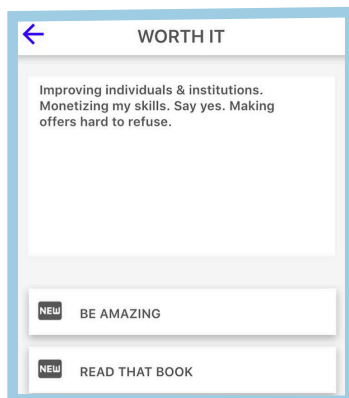 WORTH IT
Improving individuals & institutions.
Monetizing my skills. Say yes. Making
offers hard to refuse.
NEW BE AMAZING
NEW READ THAT BOOK